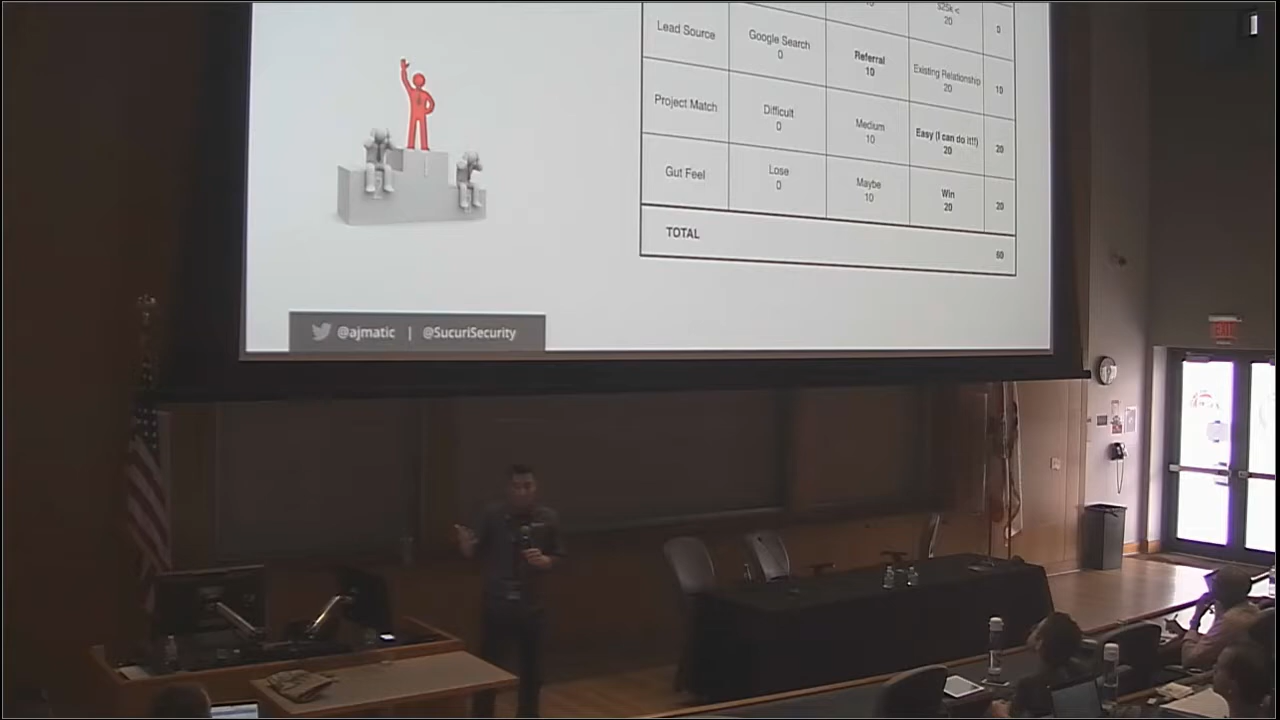 $25k <
20
0
Lead Source
Google Search
0
Referral
10
Existing Relationship
20
10
Project Match
Difficult
0
Medium
10
Easy (I can do it!!)
20
20
Gut Feel
Lose
0
Maybe
10
Win
20
20
TOTAL
60
@ajmatic | @SucuriSecurity
EXIT